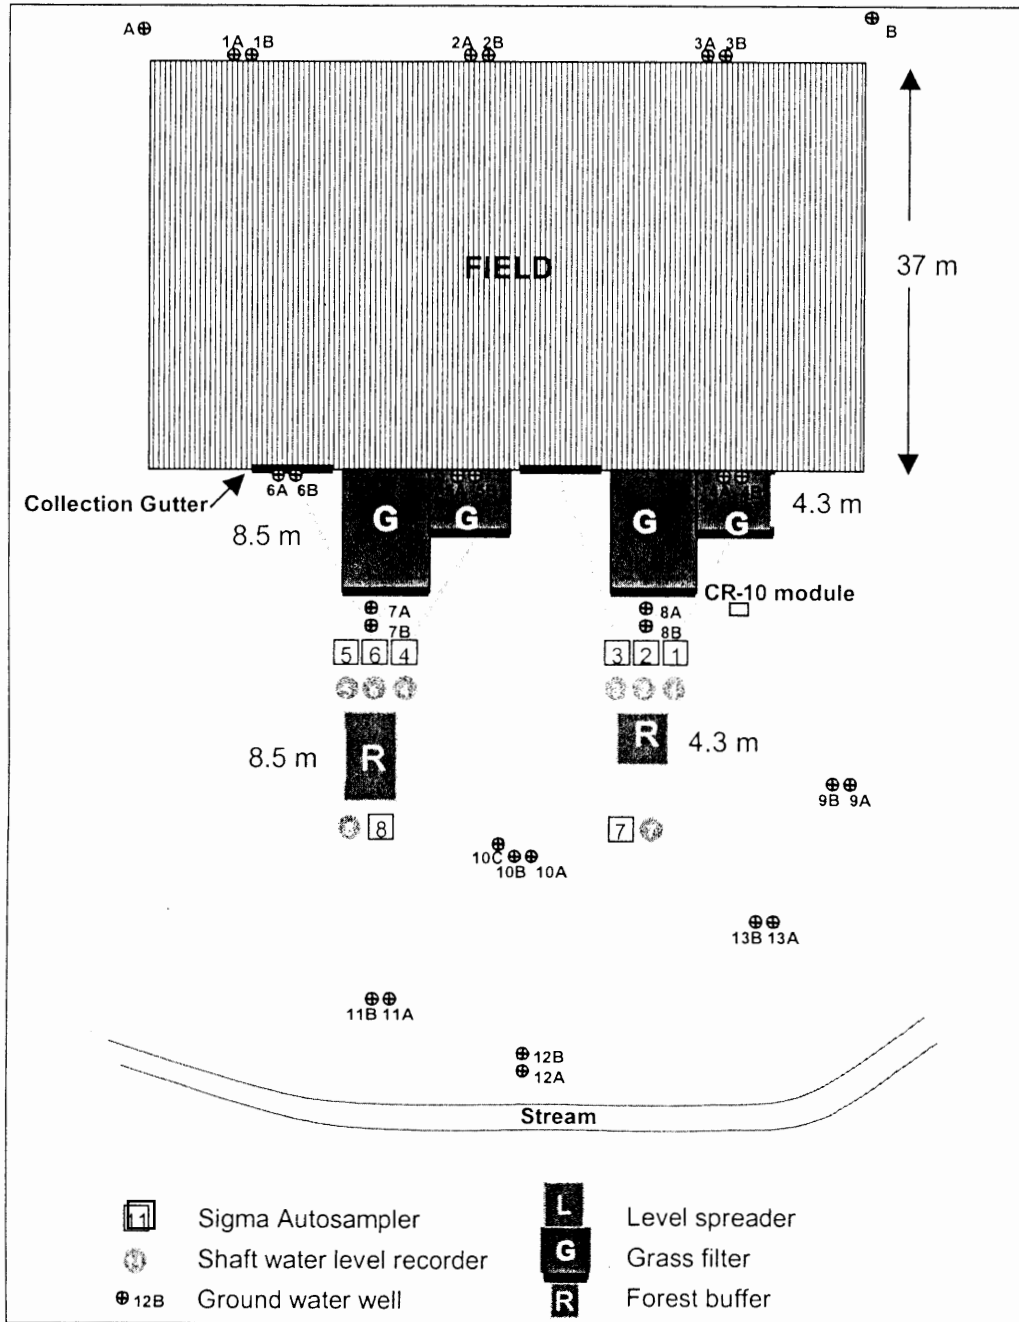 A
B
1A 1B
2A 2B
3A 3B
FIELD
37 m
6A 6B
Collection Gutter
8.5 m
G
G
G
G
4.3 m
CR-10 module
7A
7B
8A
8B
5 6 4
3 2 1
8.5 m
R
R
4.3 m
9B 9A
8
7
10C
10B 10A
13B 13A
11B 11A
12B
12A
Stream
11 Sigma Autosampler
Shaft water level recorder
12B Ground water well
L Level spreader
G Grass filter
R Forest buffer